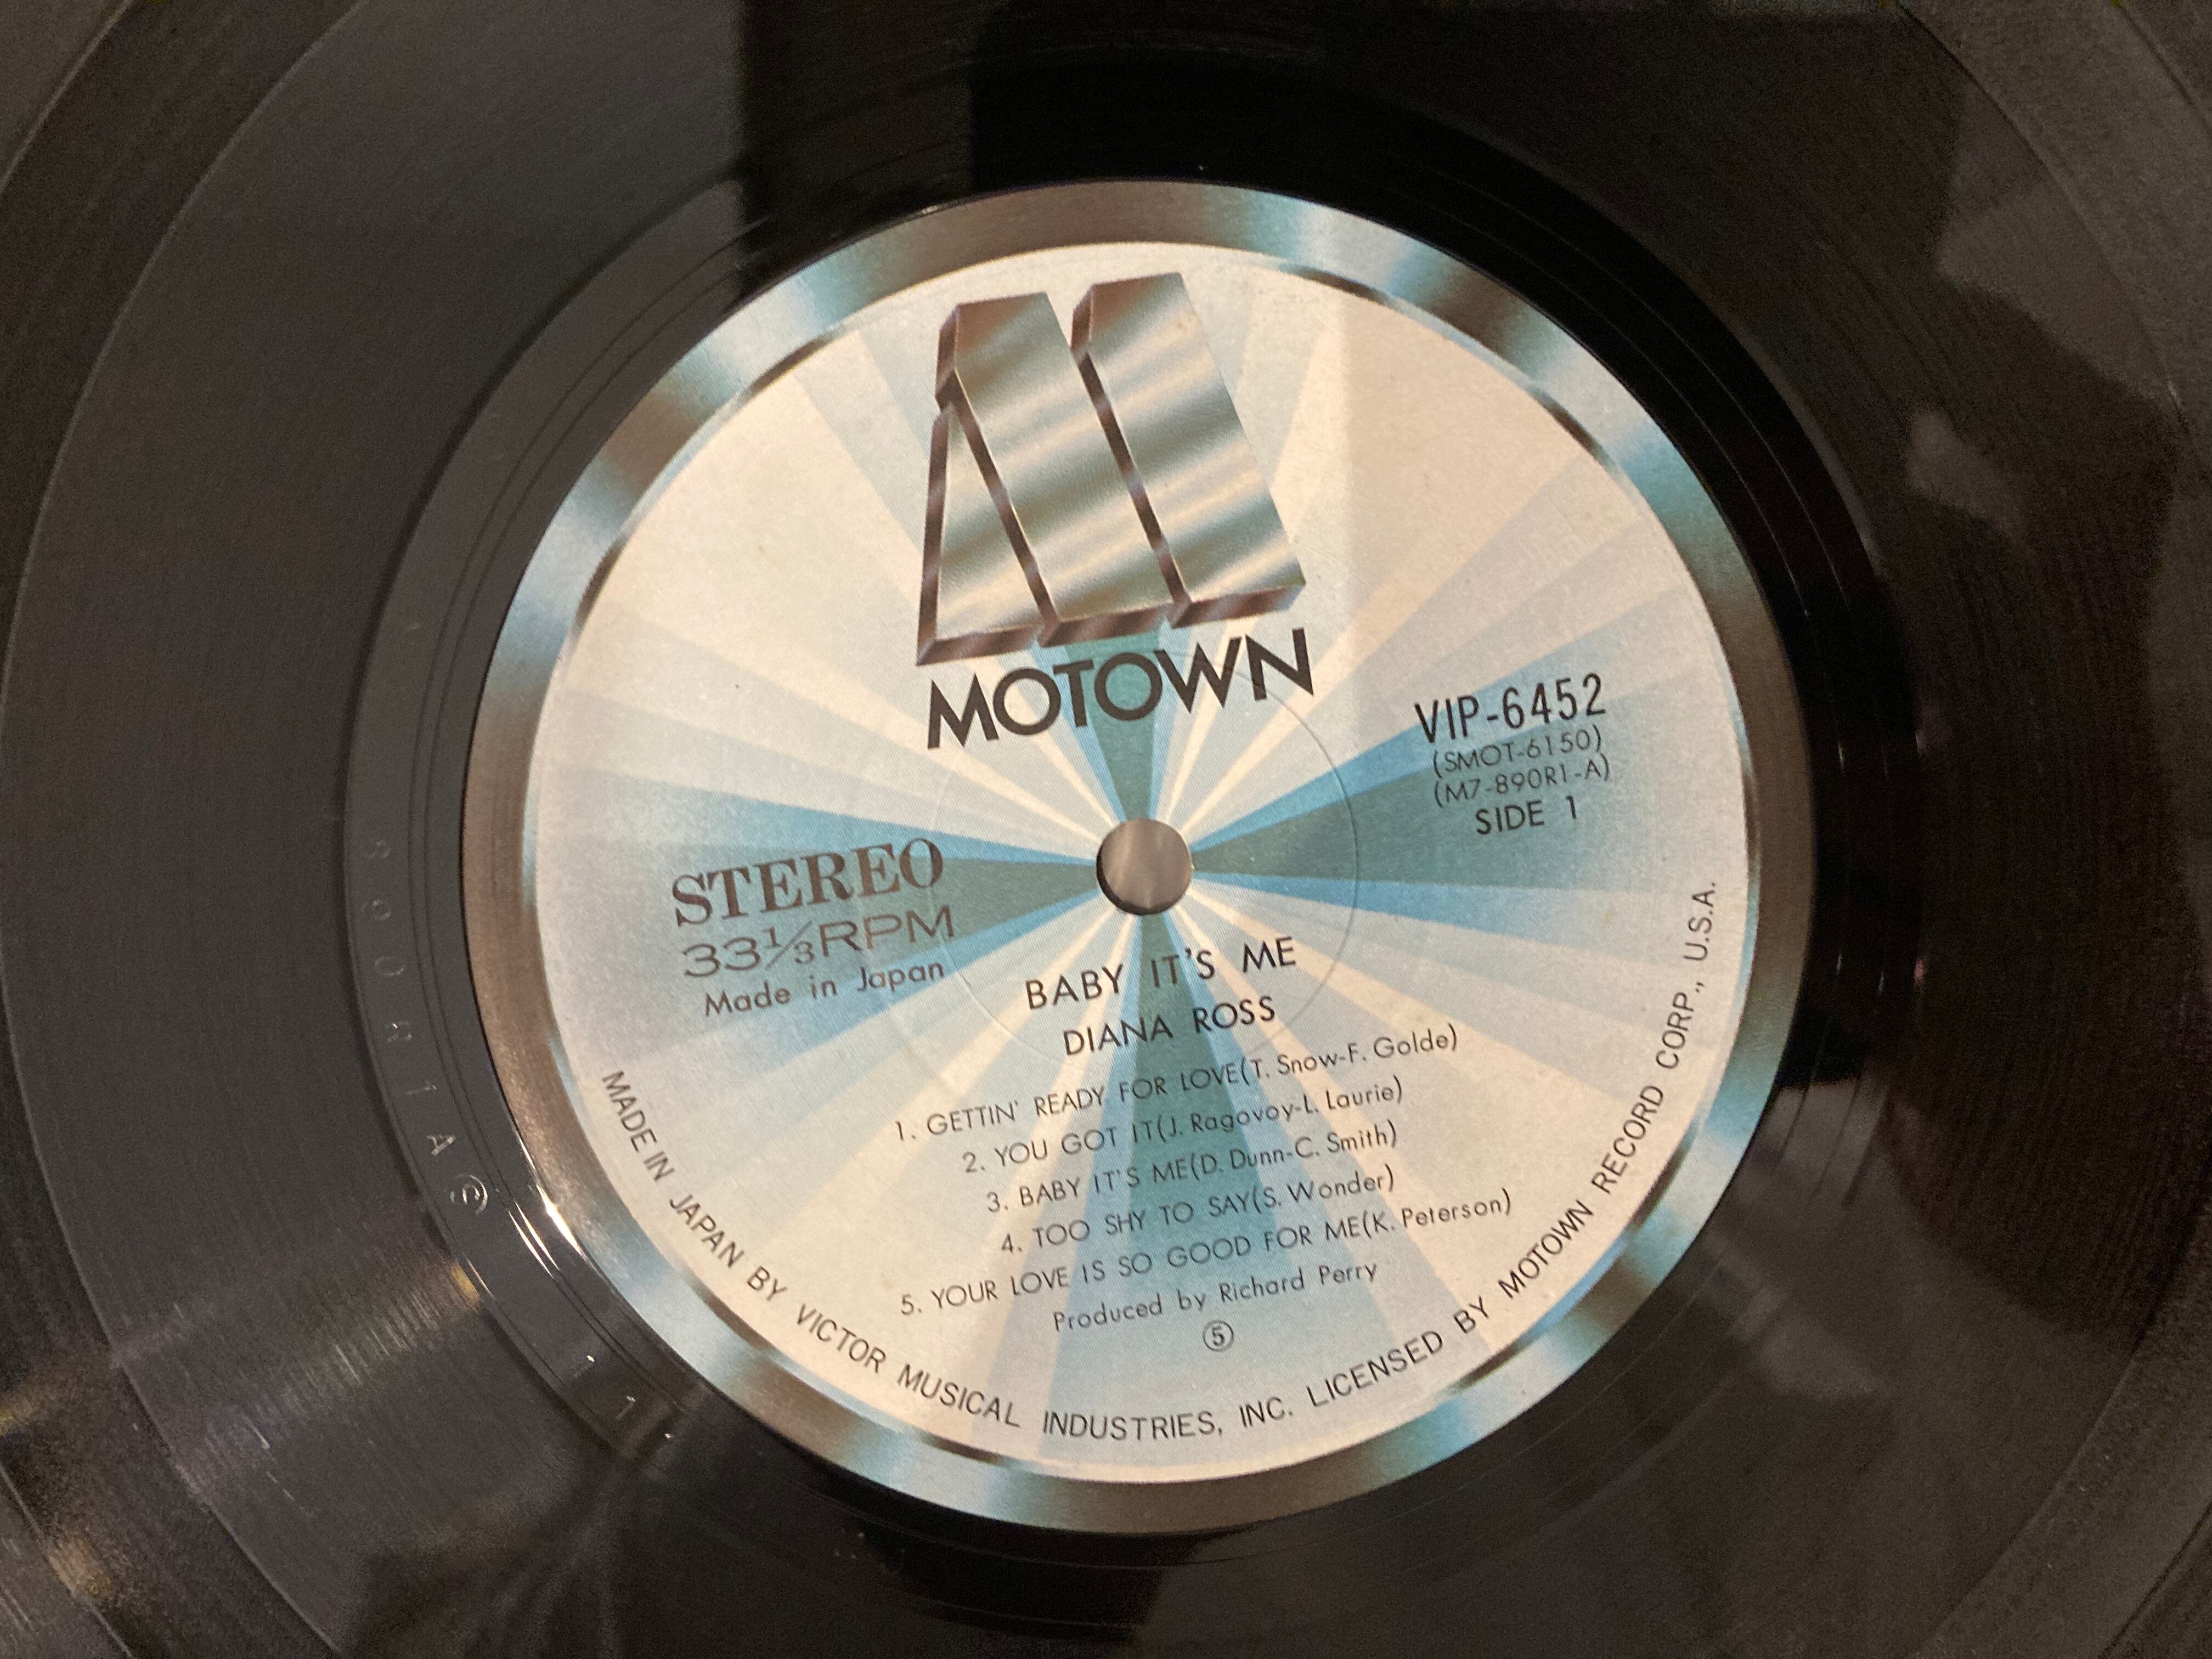 MOTOWN
VIP-6452
(SMOT-6150)
(M7-890R1-A)
SIDE 1
STEREO
33⅓RPM
Made in Japan
BABY IT'S ME
DIANA ROSS
1. GETTIN' READY FOR LOVE(T. Snow-F. Golde)
2. YOU GOT IT(J. Ragovoy-L. Laurie)
3. BABY IT'S ME(D. Dunn-C. Smith)
4. TOO SHY TO SAY(S. Wonder)
5. YOUR LOVE IS SO GOOD FOR ME(K. Peterson)
Produced by Richard Perry
⑤
MADE IN JAPAN BY VICTOR MUSICAL INDUSTRIES, INC. LICENSED BY MOTOWN RECORD CORP., U.S.A.